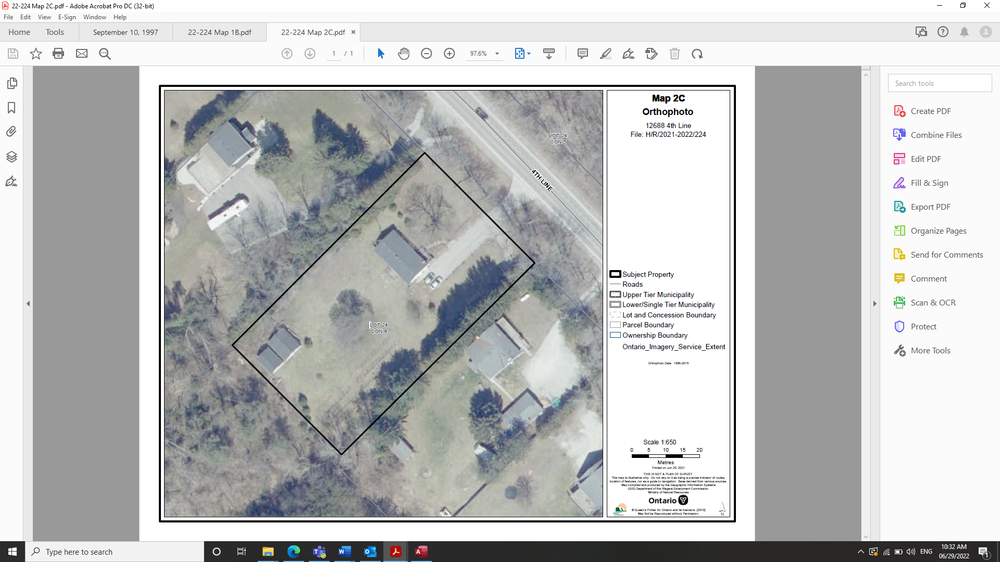 22-224 Map 2C.pdf - Adobe Acrobat Pro DC (32-bit)
File Edit View E-Sign Window Help
Home Tools September 10, 1997 22-224 Map 1B.pdf 22-224 Map 2C.pdf ×
1 / 1 97.6%
Search tools
Create PDF
Combine Files
Edit PDF
Fill & Sign
Export PDF
Organize Pages
Send for Comments
Comment
Scan & OCR
Protect
More Tools
LOT 24
CON 5
4TH LINE
LOT 24
CON 4
Map 2C
Orthophoto
12688 4th Line
File: H/R/2021-2022/224
Subject Property
Roads
Upper Tier Municipality
Lower/Single Tier Municipality
Lot and Concession Boundary
Parcel Boundary
Ownership Boundary
Ontario_Imagery_Service_Extent
Orthophoto Date: 1995-2015
Scale 1:650
0 5 10 15 20
Metres
Printed on Jun 25, 2021
THIS IS NOT A PLAN OF SURVEY.
This map is illustrative only. Do not rely on it as being a precise indicator of routes,
location of features, nor as a guide to navigation. Base derived from various sources.
Map compiled and produced by the Geographic Information Systems
(GIS) Department of the Niagara Escarpment Commission,
Ministry of Natural Resources
Ontario
© Queen's Printer for Ontario and its licensors. [2019]
May Not be Reproduced without Permission.
N
Type here to search
ENG
10:32 AM
06/29/2022
1